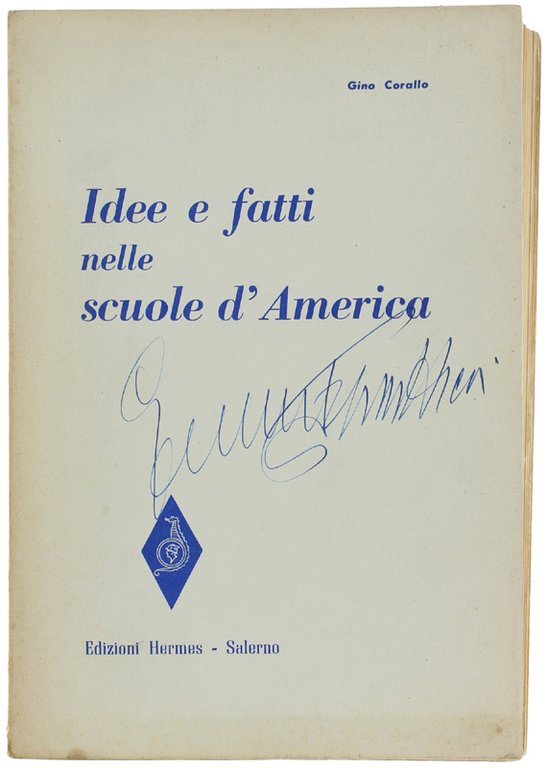 Gino Corallo
Idee e fatti
nelle
scuole d'America
Edizioni Hermes - Salerno